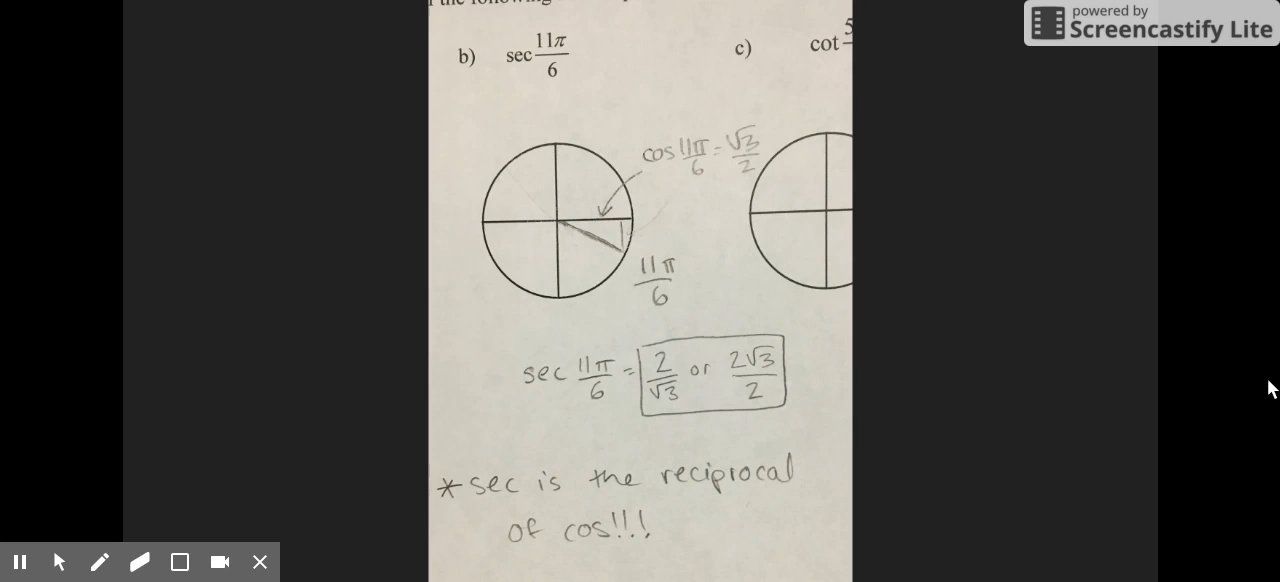 powered by
Screencastify Lite
b) sec 11π/6
c) cot 5
cos 11π/6 = √3/2
11π/6
sec 11π/6 = 2/√3 or 2√3/2
*sec is the reciprocal
of cos!!!